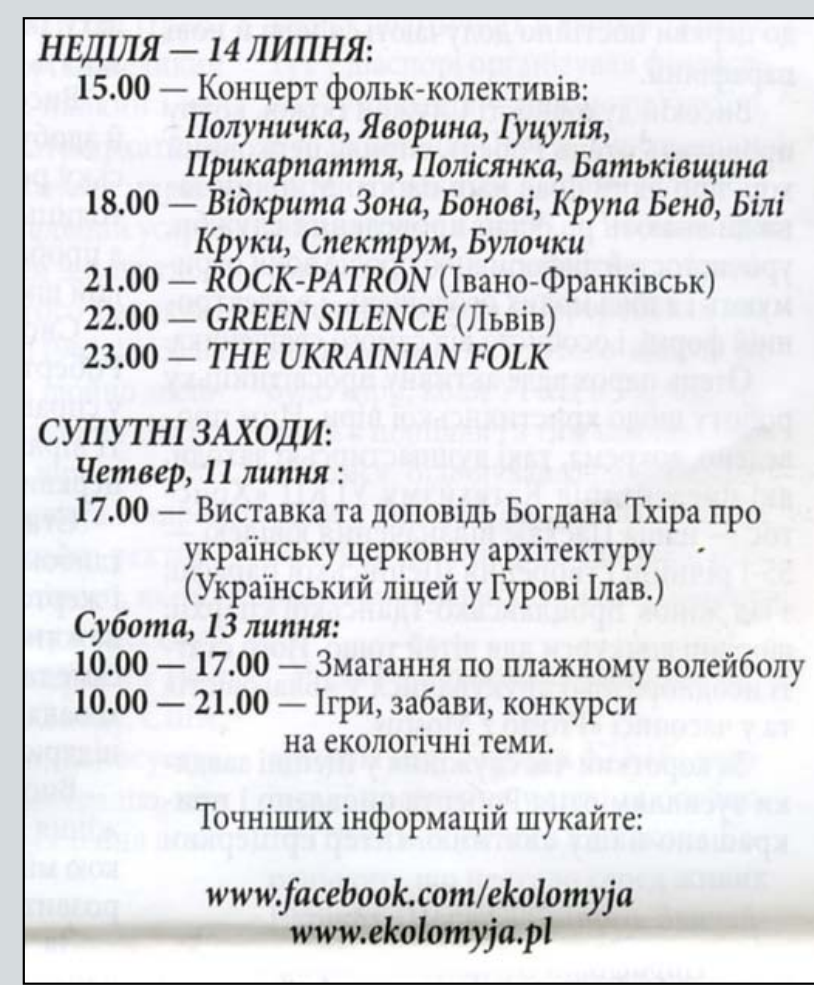 НЕДІЛЯ — 14 ЛИПНЯ:
15.00 — Концерт фольк-колективів:
Полуничка, Яворина, Гуцулія,
Прікарпаття, Полісянка, Батьківщина
18.00 — Відкрита Зона, Бонові, Крупа Бенд, Білі
Круки, Спектрум, Булочки
21.00 — ROCK-PATRON (Івано-Франківськ)
22.00 — GREEN SILENCE (Львів)
23.00 — THE UKRAINIAN FOLK
СУПУТНІ ЗАХОДИ:
Четвер, 11 липня :
17.00 — Виставка та доповідь Богдана Тхіра про
українську церковну архітектуру
(Український ліцей у Гурові Ілав.)
Субота, 13 липня:
10.00 — 17.00 — Змагання по плажному волейболу
10.00 — 21.00 — Ігри, забави, конкурси
на екологічні теми.
Точніших інформацій шукайте:
www.facebook.com/ekolomyja
www.ekolomyja.pl